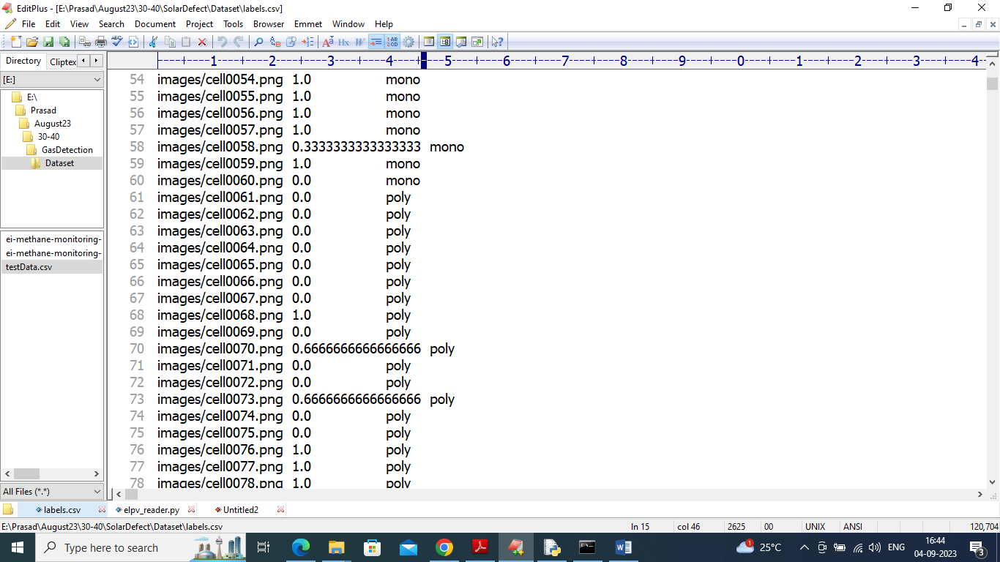 EditPlus - [E:\Prasad\August23\30-40\SolarDefect\Dataset\labels.csv]
File Edit View Search Document Project Tools Browser Emmet Window Help
Directory Cliptex
[E:]
E:\
Prasad
August23
30-40
GasDetection
Dataset
ei-methane-monitoring-
ei-methane-monitoring-
testData.csv
All Files (*.*)
----+----1----+----2----+----3----+----4----+----5----+----6----+----7----+----8----+----9----+----0----+----1----+----2----+----3----+----4
54 images/cell0054.png 1.0 mono
55 images/cell0055.png 1.0 mono
56 images/cell0056.png 1.0 mono
57 images/cell0057.png 1.0 mono
58 images/cell0058.png 0.3333333333333333 mono
59 images/cell0059.png 1.0 mono
60 images/cell0060.png 0.0 mono
61 images/cell0061.png 0.0 poly
62 images/cell0062.png 0.0 poly
63 images/cell0063.png 0.0 poly
64 images/cell0064.png 0.0 poly
65 images/cell0065.png 0.0 poly
66 images/cell0066.png 0.0 poly
67 images/cell0067.png 0.0 poly
68 images/cell0068.png 1.0 poly
69 images/cell0069.png 0.0 poly
70 images/cell0070.png 0.6666666666666666 poly
71 images/cell0071.png 0.0 poly
72 images/cell0072.png 0.0 poly
73 images/cell0073.png 0.6666666666666666 poly
74 images/cell0074.png 0.0 poly
75 images/cell0075.png 0.0 poly
76 images/cell0076.png 1.0 poly
77 images/cell0077.png 1.0 poly
78 images/cell0078.png 1.0 poly
labels.csv elpv_reader.py Untitled2
E:\Prasad\August23\30-40\SolarDefect\Dataset\labels.csv ln 15 col 46 2625 00 UNIX ANSI 120,704
Type here to search 1 25°C ENG 16:44
04-09-2023 3